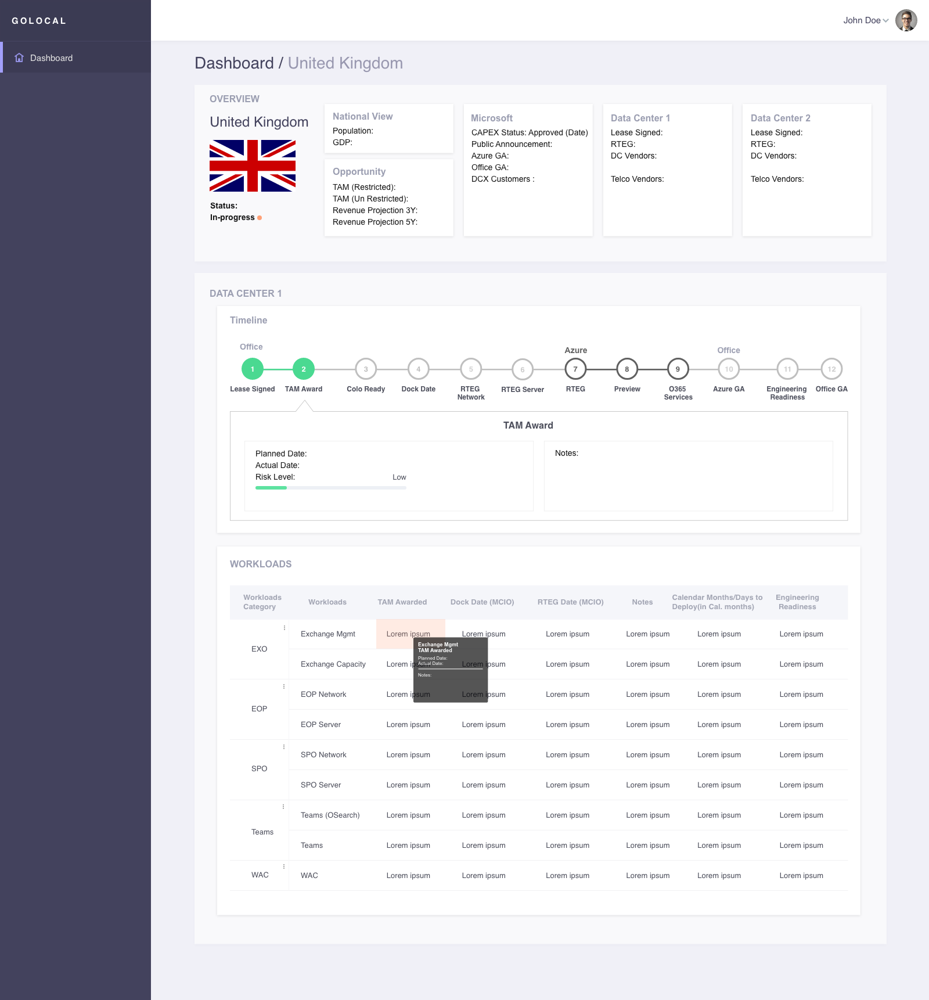 GOLOCAL
John Doe
Dashboard
Dashboard / United Kingdom
OVERVIEW
United Kingdom
Status:
In-progress
National View
Population:
GDP:
Opportunity
TAM (Restricted):
TAM (Un Restricted):
Revenue Projection 3Y:
Revenue Projection 5Y:
Microsoft
CAPEX Status: Approved (Date)
Public Announcement:
Azure GA:
Office GA:
DCX Customers :
Data Center 1
Lease Signed:
RTEG:
DC Vendors:
Telco Vendors:
Data Center 2
Lease Signed:
RTEG:
DC Vendors:
Telco Vendors:
DATA CENTER 1
Timeline
Office Azure Office
1 2 3 4 5 6 7 8 9 10 11 12
Lease Signed
TAM Award
Colo Ready
Dock Date
RTEG
Network
RTEG Server
RTEG
Preview
O365
Services
Azure GA
Engineering
Readiness
Office GA
TAM Award
Planned Date:
Actual Date:
Risk Level: Low
Notes:
WORKLOADS
Workloads
Category
Workloads
TAM Awarded
Dock Date (MCIO)
RTEG Date (MCIO)
Notes
Calendar Months/Days to
Deploy(in Cal. months)
Engineering
Readiness
EXO
Exchange Mgmt Lorem ipsum Lorem ipsum Lorem ipsum Lorem ipsum Lorem ipsum Lorem ipsum
Exchange Mgmt
TAM Awarded
Planned Date:
Actual Date:
Notes:
Exchange Capacity Lorem ipsum Lorem ipsum Lorem ipsum Lorem ipsum Lorem ipsum Lorem ipsum
EOP
EOP Network Lorem ipsum Lorem ipsum Lorem ipsum Lorem ipsum Lorem ipsum Lorem ipsum
EOP Server Lorem ipsum Lorem ipsum Lorem ipsum Lorem ipsum Lorem ipsum Lorem ipsum
SPO
SPO Network Lorem ipsum Lorem ipsum Lorem ipsum Lorem ipsum Lorem ipsum Lorem ipsum
SPO Server Lorem ipsum Lorem ipsum Lorem ipsum Lorem ipsum Lorem ipsum Lorem ipsum
Teams
Teams (OSearch) Lorem ipsum Lorem ipsum Lorem ipsum Lorem ipsum Lorem ipsum Lorem ipsum
Teams Lorem ipsum Lorem ipsum Lorem ipsum Lorem ipsum Lorem ipsum Lorem ipsum
WAC
WAC Lorem ipsum Lorem ipsum Lorem ipsum Lorem ipsum Lorem ipsum Lorem ipsum